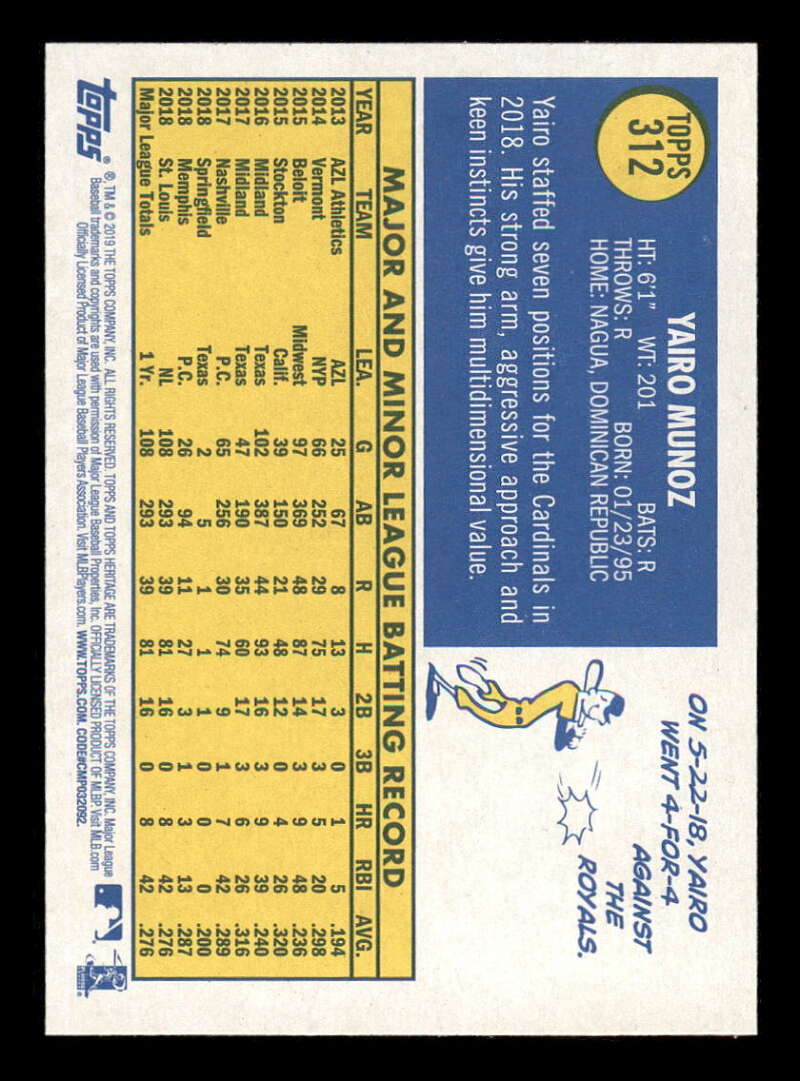 TOPPS
312
YAIRO MUNOZ
HT: 6'1" WT: 201 BATS: R
THROWS: R BORN: 01/23/95
HOME: NAGUA, DOMINICAN REPUBLIC
Yairo staffed seven positions for the Cardinals in
2018. His strong arm, aggressive approach and
keen instincts give him multidimensional value.
ON 5-22-18, YAIRO
WENT 4-FOR-4
AGAINST
THE
ROYALS.
MAJOR AND MINOR LEAGUE BATTING RECORD
YEAR TEAM LEA. G AB R H 2B 3B HR RBI AVG.
2013 AZL Athletics AZL 25 67 8 13 3 0 1 5 .194
2014 Vermont NYP 66 252 29 75 17 3 5 20 .298
2015 Beloit Midwest 97 369 48 87 14 3 9 48 .236
2015 Stockton Calif. 39 150 21 48 12 0 4 26 .320
2016 Midland Texas 102 387 44 93 16 3 9 39 .240
2017 Midland Texas 47 190 35 60 17 3 6 26 .316
2017 Nashville P.C. 65 256 30 74 9 1 7 42 .289
2018 Springfield Texas 2 5 1 1 1 0 0 0 .200
2018 Memphis P.C. 26 94 11 27 3 1 3 13 .287
2018 St. Louis NL 108 293 39 81 16 0 8 42 .276
Major League Totals 1 Yr. 108 293 39 81 16 0 8 42 .276
topps ®, TM & © 2019 THE TOPPS COMPANY, INC. ALL RIGHTS RESERVED. TOPPS AND TOPPS HERITAGE ARE TRADEMARKS OF THE TOPPS COMPANY, INC. Major League
Baseball trademarks and copyrights are used with permission of Major League Baseball Properties, Inc. OFFICIALLY LICENSED PRODUCT OF MLBP. Visit MLB.com
Officially Licensed Product of Major League Baseball Players Association. Visit MLBPlayers.com. WWW.TOPPS.COM. CODE#CMP032092.